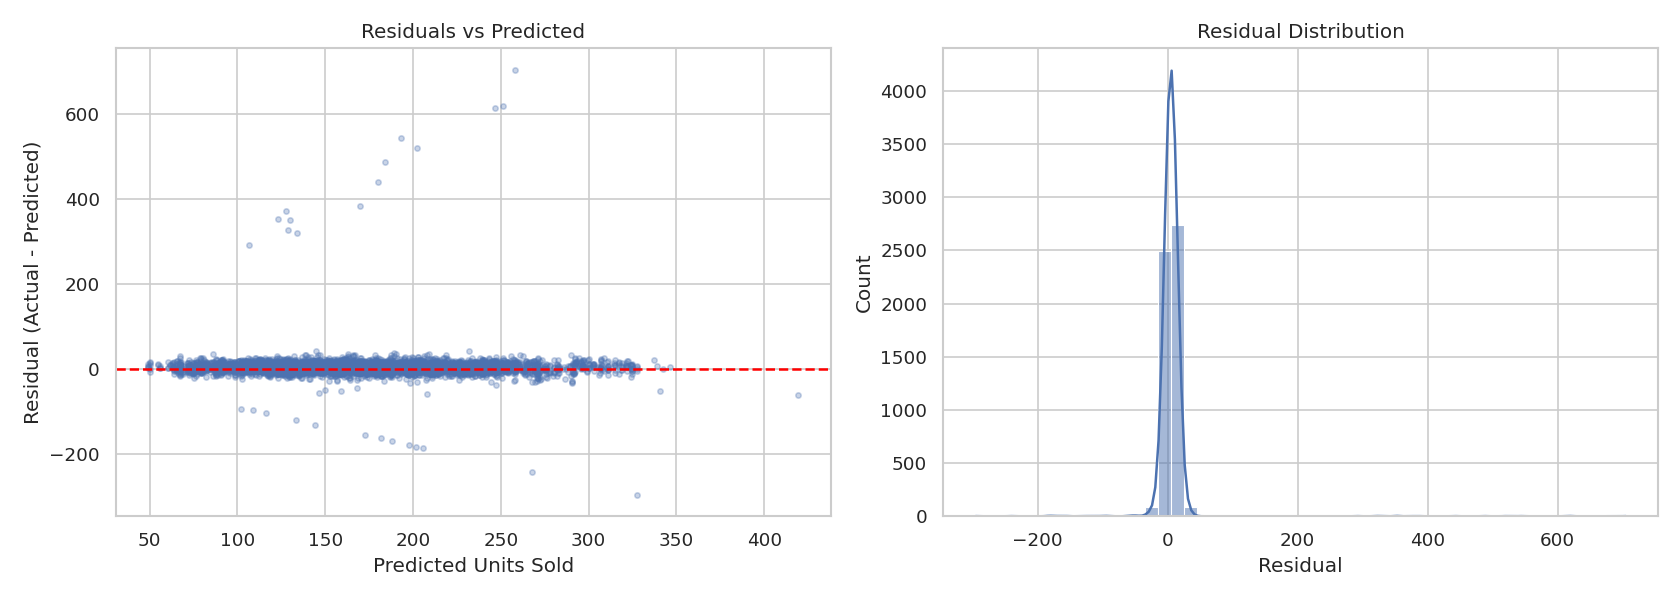 Residuals vs Predicted
Residual (Actual - Predicted)
600
400
200
0
−200
50 100 150 200 250 300 350 400
Predicted Units Sold
Residual Distribution
Count
4000
3500
3000
2500
2000
1500
1000
500
0
−200 0 200 400 600
Residual